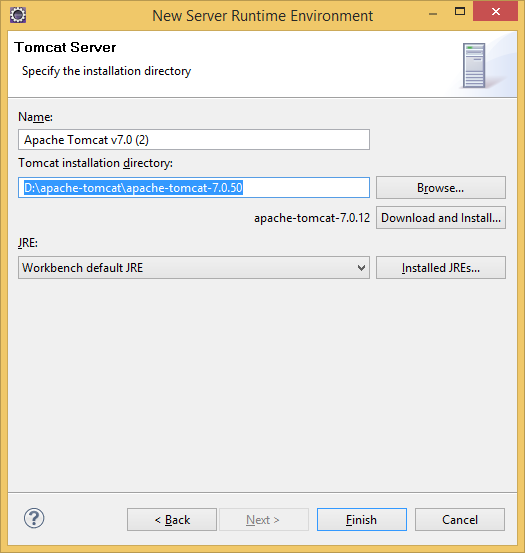 New Server Runtime Environment
Tomcat Server
Specify the installation directory
Name:
Apache Tomcat v7.0 (2)
Tomcat installation directory:
D:\apache-tomcat\apache-tomcat-7.0.50
Browse...
apache-tomcat-7.0.12
Download and Install...
JRE:
Workbench default JRE
Installed JREs...
?
< Back
Next >
Finish
Cancel